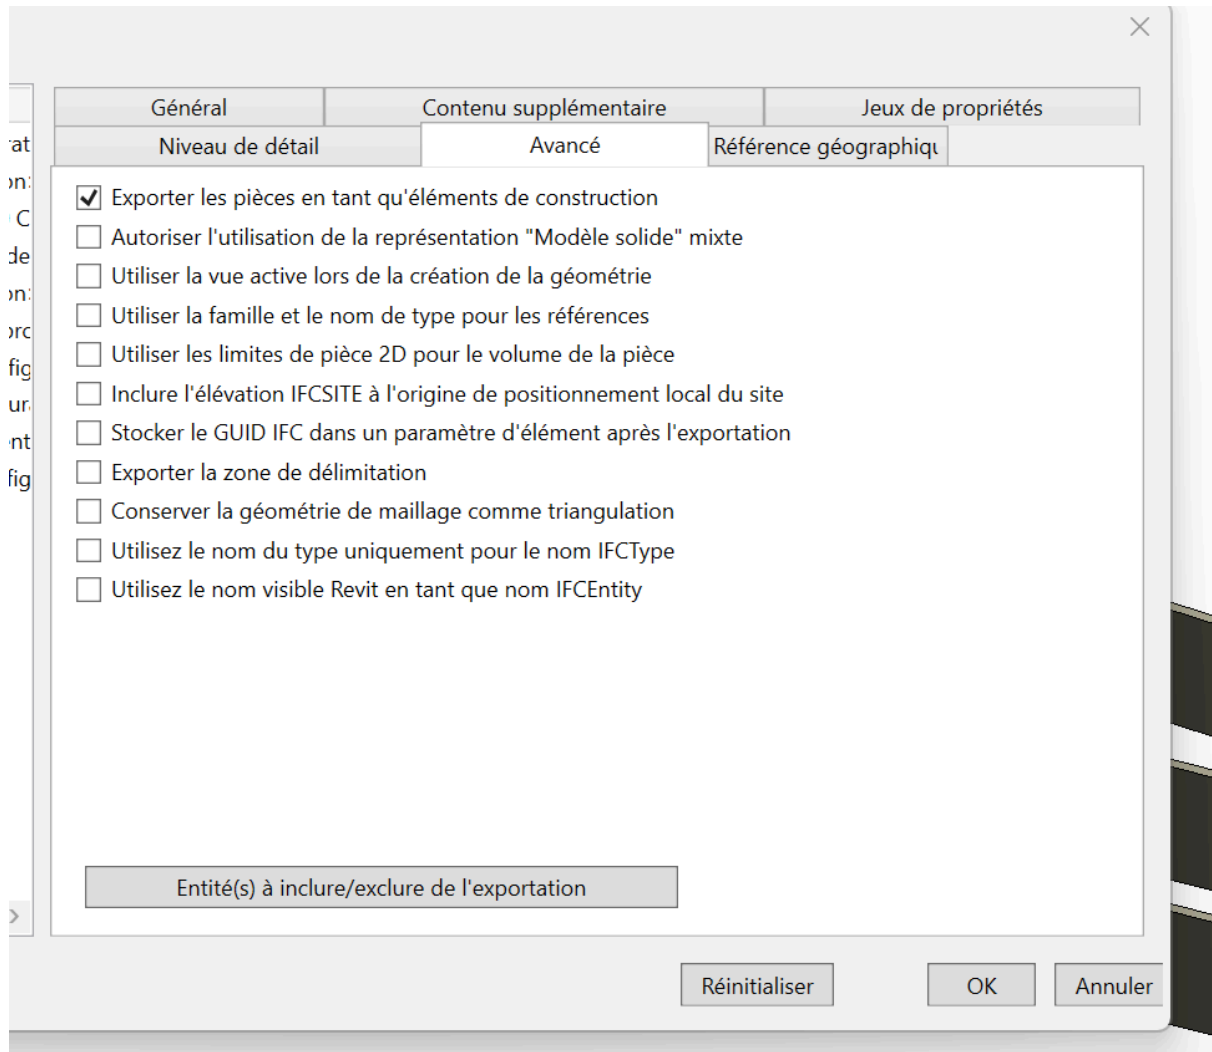 Général
Contenu supplémentaire
Jeux de propriétés
Niveau de détail
Avancé
Référence géographiqu
Exporter les pièces en tant qu'éléments de construction
Autoriser l'utilisation de la représentation "Modèle solide" mixte
Utiliser la vue active lors de la création de la géométrie
Utiliser la famille et le nom de type pour les références
Utiliser les limites de pièce 2D pour le volume de la pièce
Inclure l'élévation IFCSITE à l'origine de positionnement local du site
Stocker le GUID IFC dans un paramètre d'élément après l'exportation
Exporter la zone de délimitation
Conserver la géométrie de maillage comme triangulation
Utilisez le nom du type uniquement pour le nom IFCType
Utilisez le nom visible Revit en tant que nom IFCEntity
Entité(s) à inclure/exclure de l'exportation
Réinitialiser
OK
Annuler